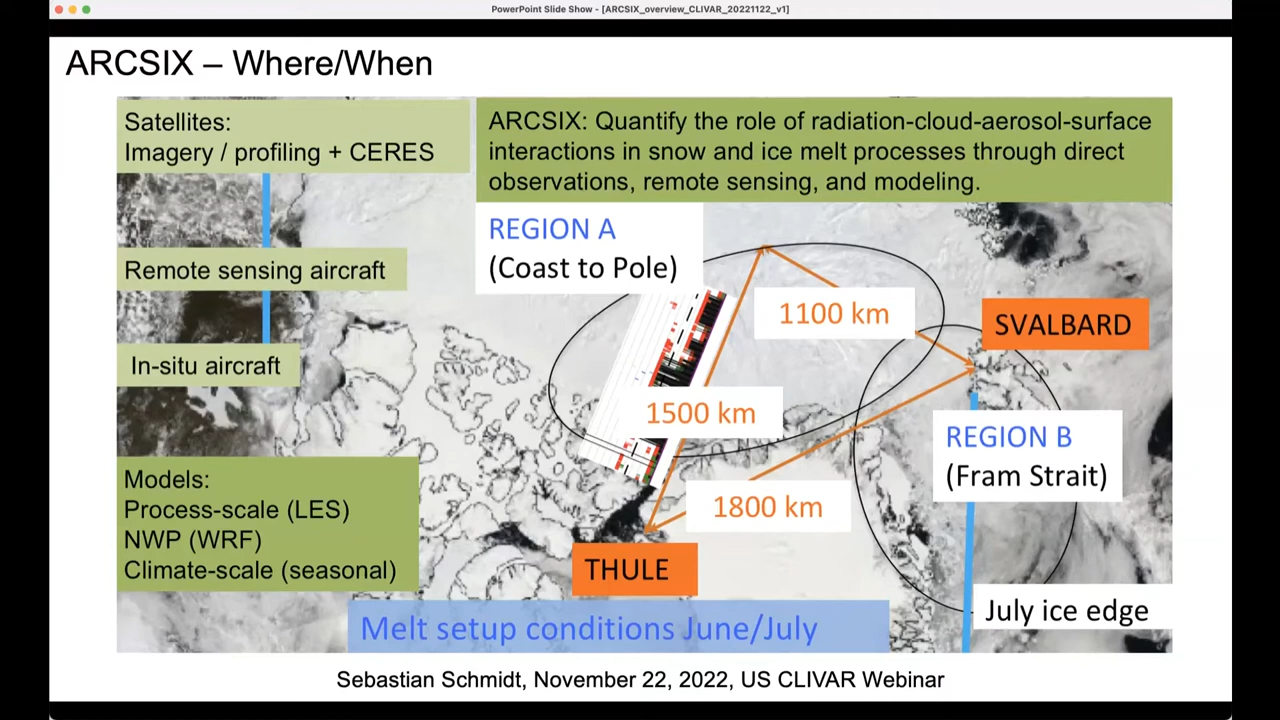 PowerPoint Slide Show - [ARCSIX_overview_CLIVAR_20221122_v1]
ARCSIX – Where/When
Satellites:
Imagery / profiling + CERES
ARCSIX: Quantify the role of radiation-cloud-aerosol-surface
interactions in snow and ice melt processes through direct
observations, remote sensing, and modeling.
REGION A
(Coast to Pole)
Remote sensing aircraft
1100 km
SVALBARD
In-situ aircraft
1500 km
REGION B
(Fram Strait)
Models:
Process-scale (LES)
NWP (WRF)
Climate-scale (seasonal)
1800 km
THULE
July ice edge
Melt setup conditions June/July
Sebastian Schmidt, November 22, 2022, US CLIVAR Webinar